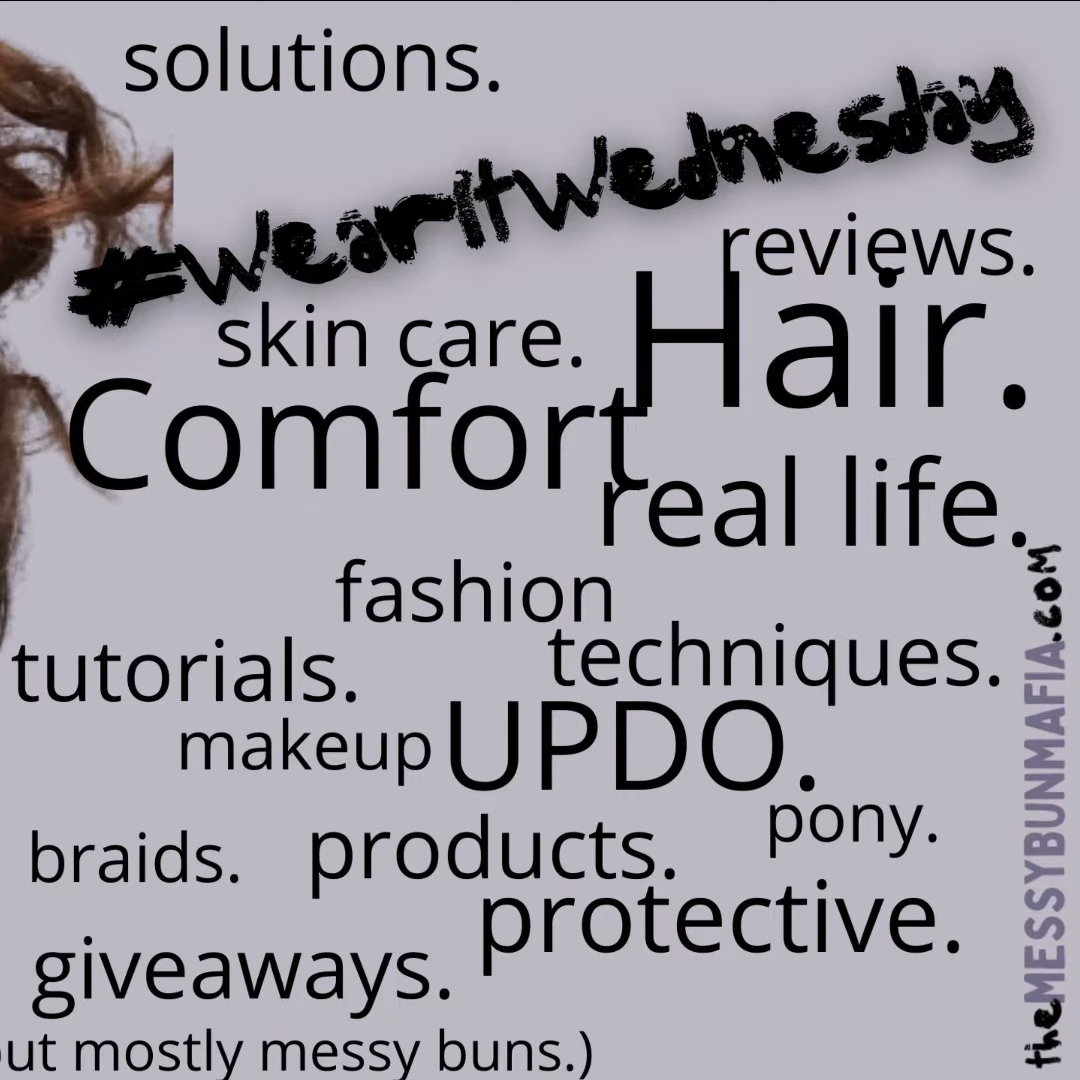 solutions.
#wearItWednesday
reviews.
skin care.
Hair.
Comfort
real life.
fashion
tutorials.
techniques.
makeup
UPDO.
pony.
braids.
products.
protective.
giveaways.
but mostly messy buns.)
theMESSYBUNMAFIA.com